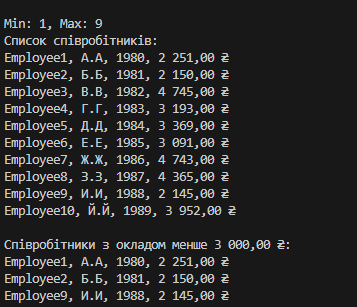 Min: 1, Max: 9
Список співробітників:
Employee1, А.А, 1980, 2 251,00 ₴
Employee2, Б.Б, 1981, 2 150,00 ₴
Employee3, В.В, 1982, 4 745,00 ₴
Employee4, Г.Г, 1983, 3 193,00 ₴
Employee5, Д.Д, 1984, 3 369,00 ₴
Employee6, Е.Е, 1985, 3 091,00 ₴
Employee7, Ж.Ж, 1986, 4 743,00 ₴
Employee8, З.З, 1987, 4 365,00 ₴
Employee9, И.И, 1988, 2 145,00 ₴
Employee10, Й.Й, 1989, 3 952,00 ₴
Співробітники з окладом менше 3 000,00 ₴:
Employee1, А.А, 1980, 2 251,00 ₴
Employee2, Б.Б, 1981, 2 150,00 ₴
Employee9, И.И, 1988, 2 145,00 ₴